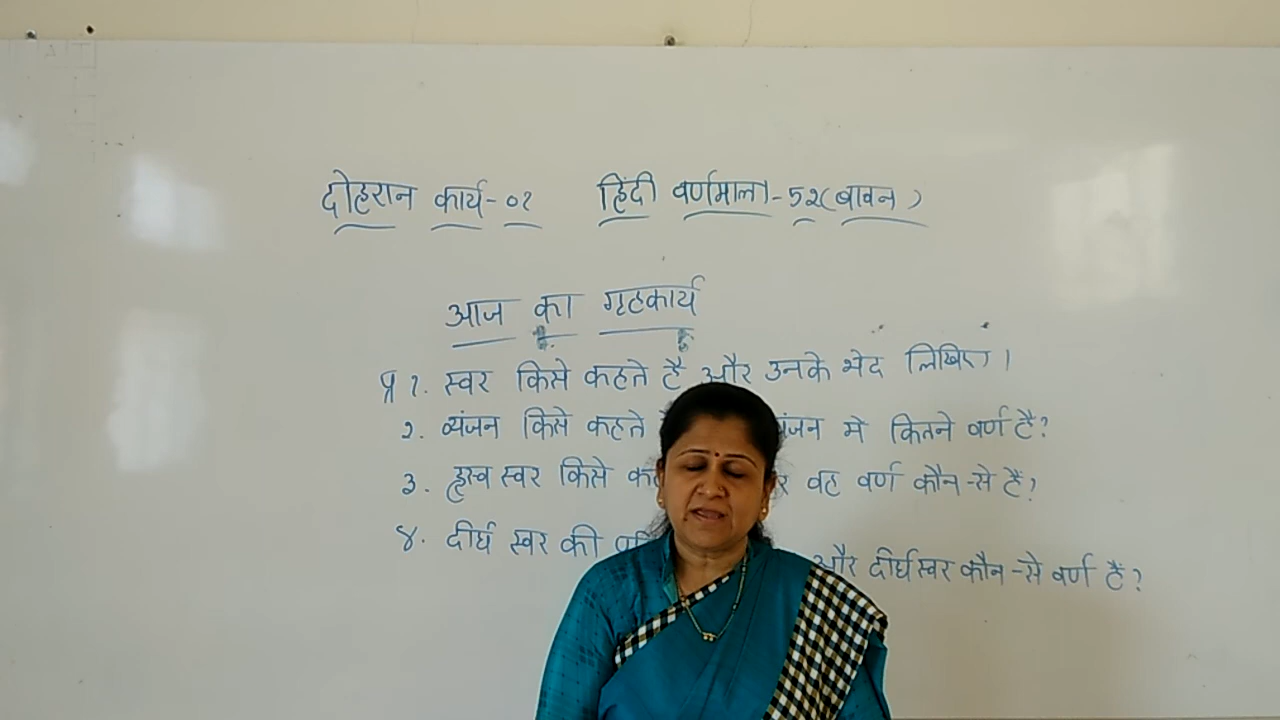 दोहरान कार्य-०१ हिंदी वर्णमाला-५२(बावन)
आज का गृहकार्य
प्र १. स्वर किसे कहते है और उनके भेद लिखिए।
२. व्यंजन किसे कहते व्यंजन मे कितने वर्ण है?
३. ह्रस्व स्वर किसे वह वर्ण कौन-से हैं?
४. दीर्घ स्वर की और दीर्घस्वर कौन-से वर्ण हैं?